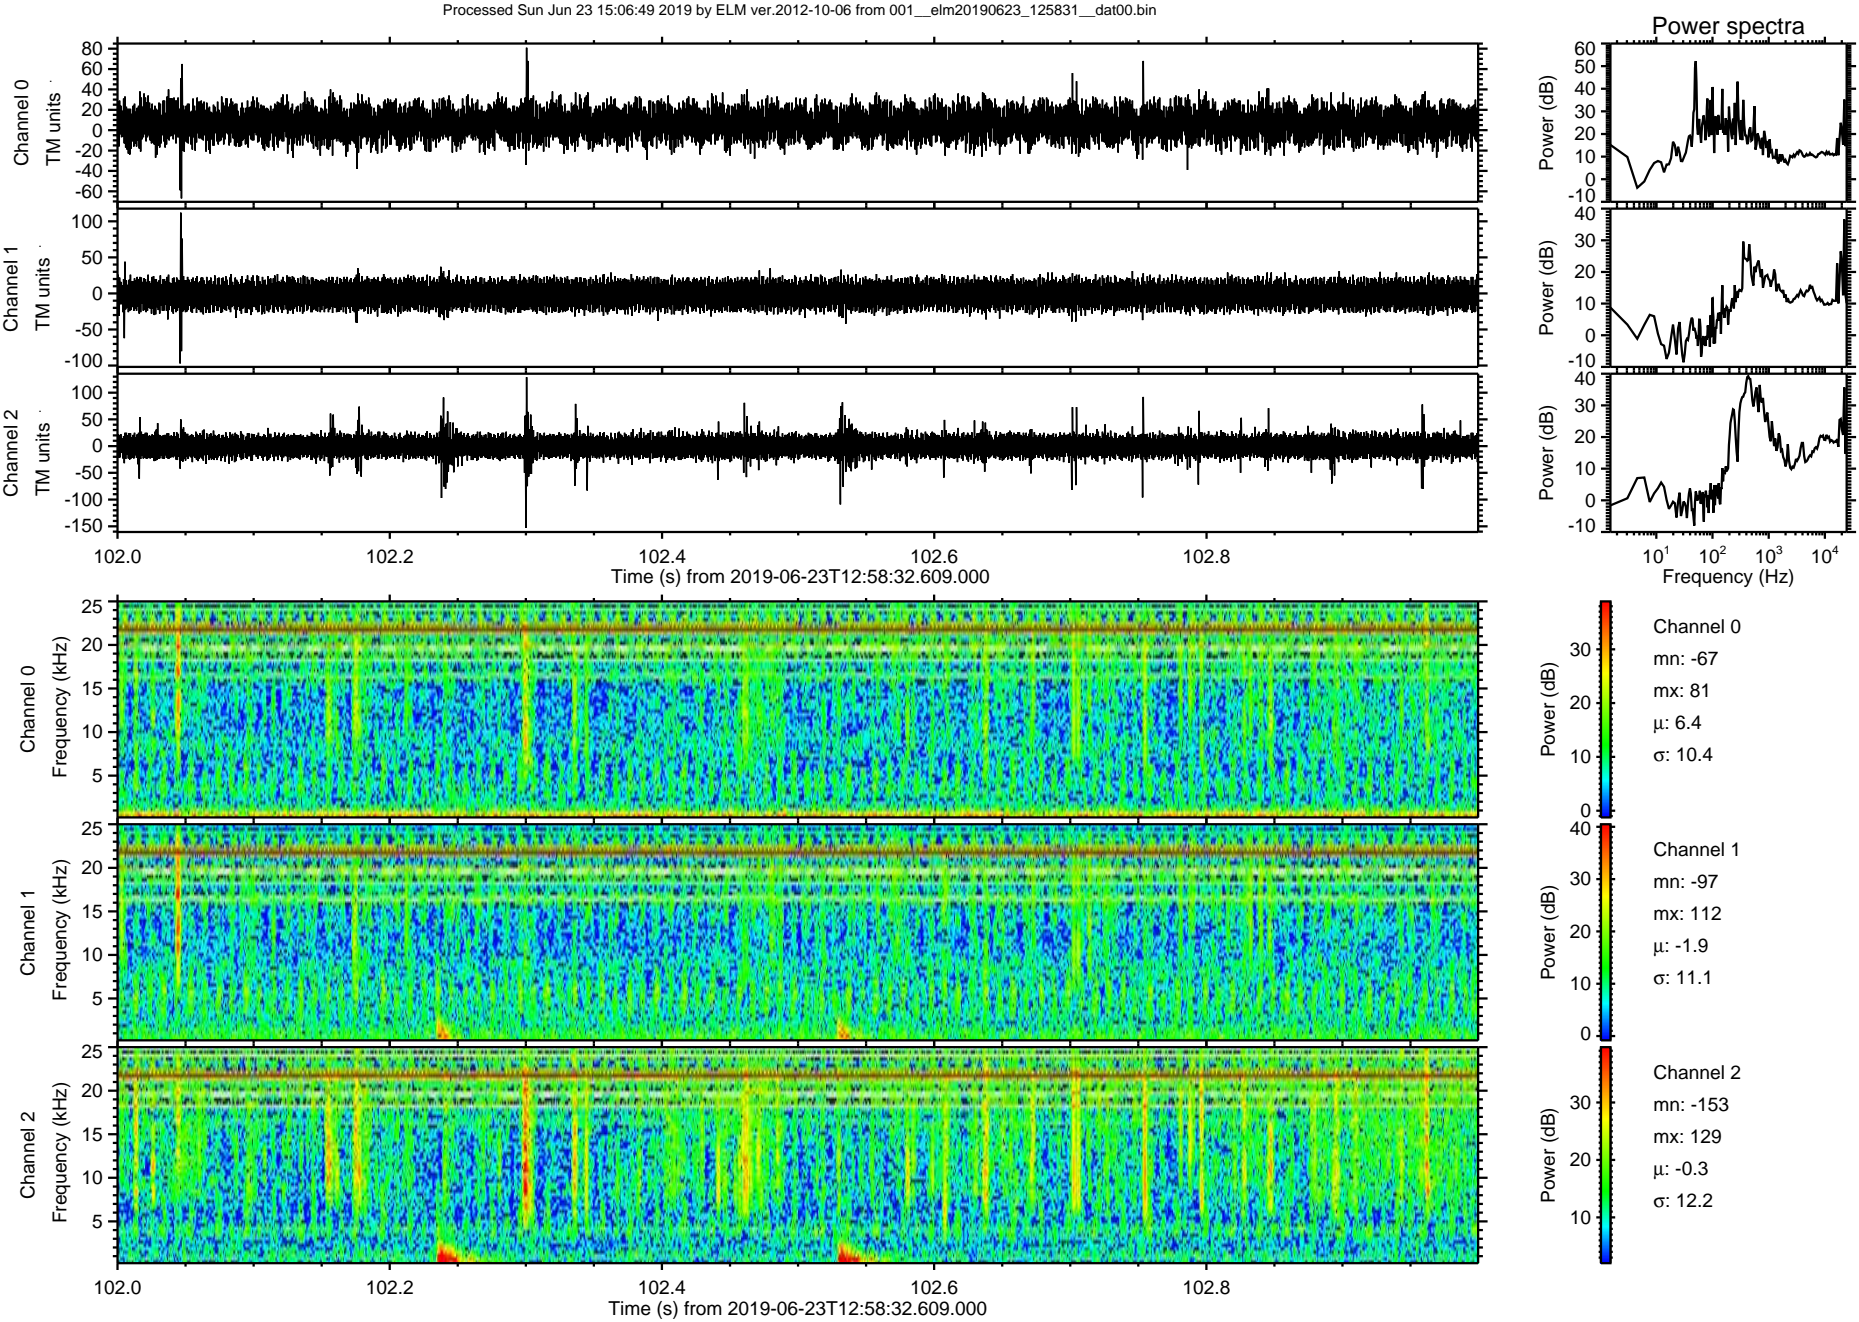 Processed Sun Jun 23 15:06:49 2019 by ELM ver.2012-10-06 from 001__elm20190623_125831__dat00.bin
Power spectra
Channel 0
TM units
80
60
40
20
0
-20
-40
-60
Power (dB)
60
50
40
30
20
10
0
-10
Channel 1
TM units
100
50
0
-50
-100
Power (dB)
40
30
20
10
0
-10
Channel 2
TM units
100
50
0
-50
-100
-150
Power (dB)
40
30
20
10
0
-10
102.0 102.2 102.4 102.6 102.8
Time (s) from 2019-06-23T12:58:32.609.000
10^1 10^2 10^3 10^4
Frequency (Hz)
Channel 0
Frequency (kHz)
25
20
15
10
5
Power (dB)
30
20
10
0
Channel 0
mn: -67
mx: 81
μ: 6.4
σ: 10.4
Channel 1
Frequency (kHz)
25
20
15
10
5
Power (dB)
40
30
20
10
0
Channel 1
mn: -97
mx: 112
μ: -1.9
σ: 11.1
Channel 2
Frequency (kHz)
25
20
15
10
5
Power (dB)
30
20
10
Channel 2
mn: -153
mx: 129
μ: -0.3
σ: 12.2
102.0 102.2 102.4 102.6 102.8
Time (s) from 2019-06-23T12:58:32.609.000